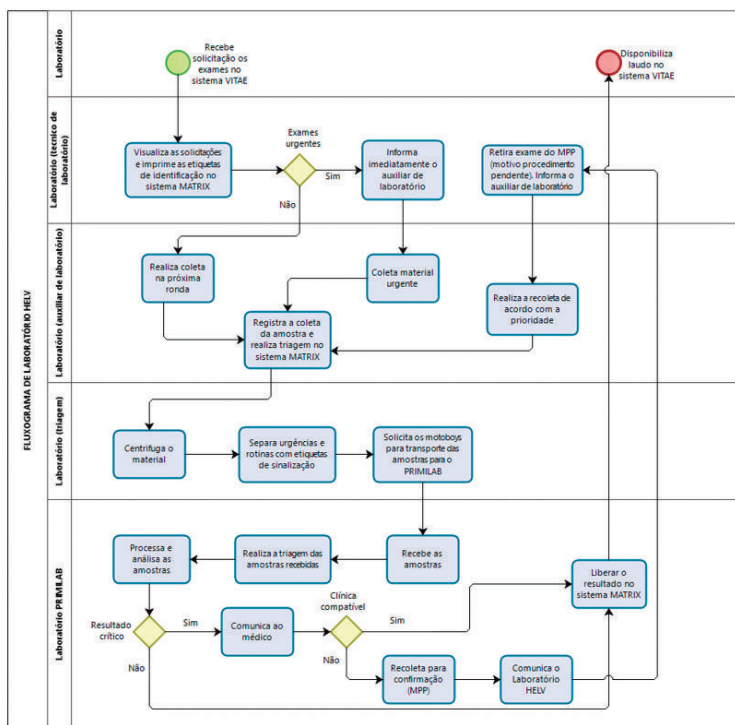 FLUXOGRAMA DE LABORATÓRIO HELV
Laboratório
Recebe
solicitação os
exames no
sistema VITAE
Disponibiliza
laudo no
sistema VITAE
Laboratório (tecnico de
laboratório)
Visualiza as solicitações
e imprime as etiquetas
de identificação no
sistema MATRIX
Exames
urgentes
Sim
Não
Informa
imediatamente o
auxiliar de
laboratório
Retira exame do MPP
(motivo procedimento
pendente). Informa o
auxiliar de laboratório
Laboratório (auxiliar de laboratório)
Realiza coleta
na próxima
ronda
Coleta material
urgente
Realiza a recoleta de
acordo com a
prioridade
Registra a coleta
da amostra e
realiza triagem no
sistema MATRIX
Laboratório (triagem)
Centrifuga o
material
Separa urgências e
rotinas com etiquetas
de sinalização
Solicita os motoboys
para transporte das
amostras para o
PRIMILAB
Laboratório PRIMILAB
Processa e
análisa as
amostras
Realiza a triagem das
amostras recebidas
Recebe as
amostras
Liberar o
resultado no
sistema MATRIX
Resultado
crítico
Sim
Não
Comunica ao
médico
Clínica
compatível
Sim
Não
Recoleta para
confirmação
(MPP)
Comunica o
Laboratório
HELV